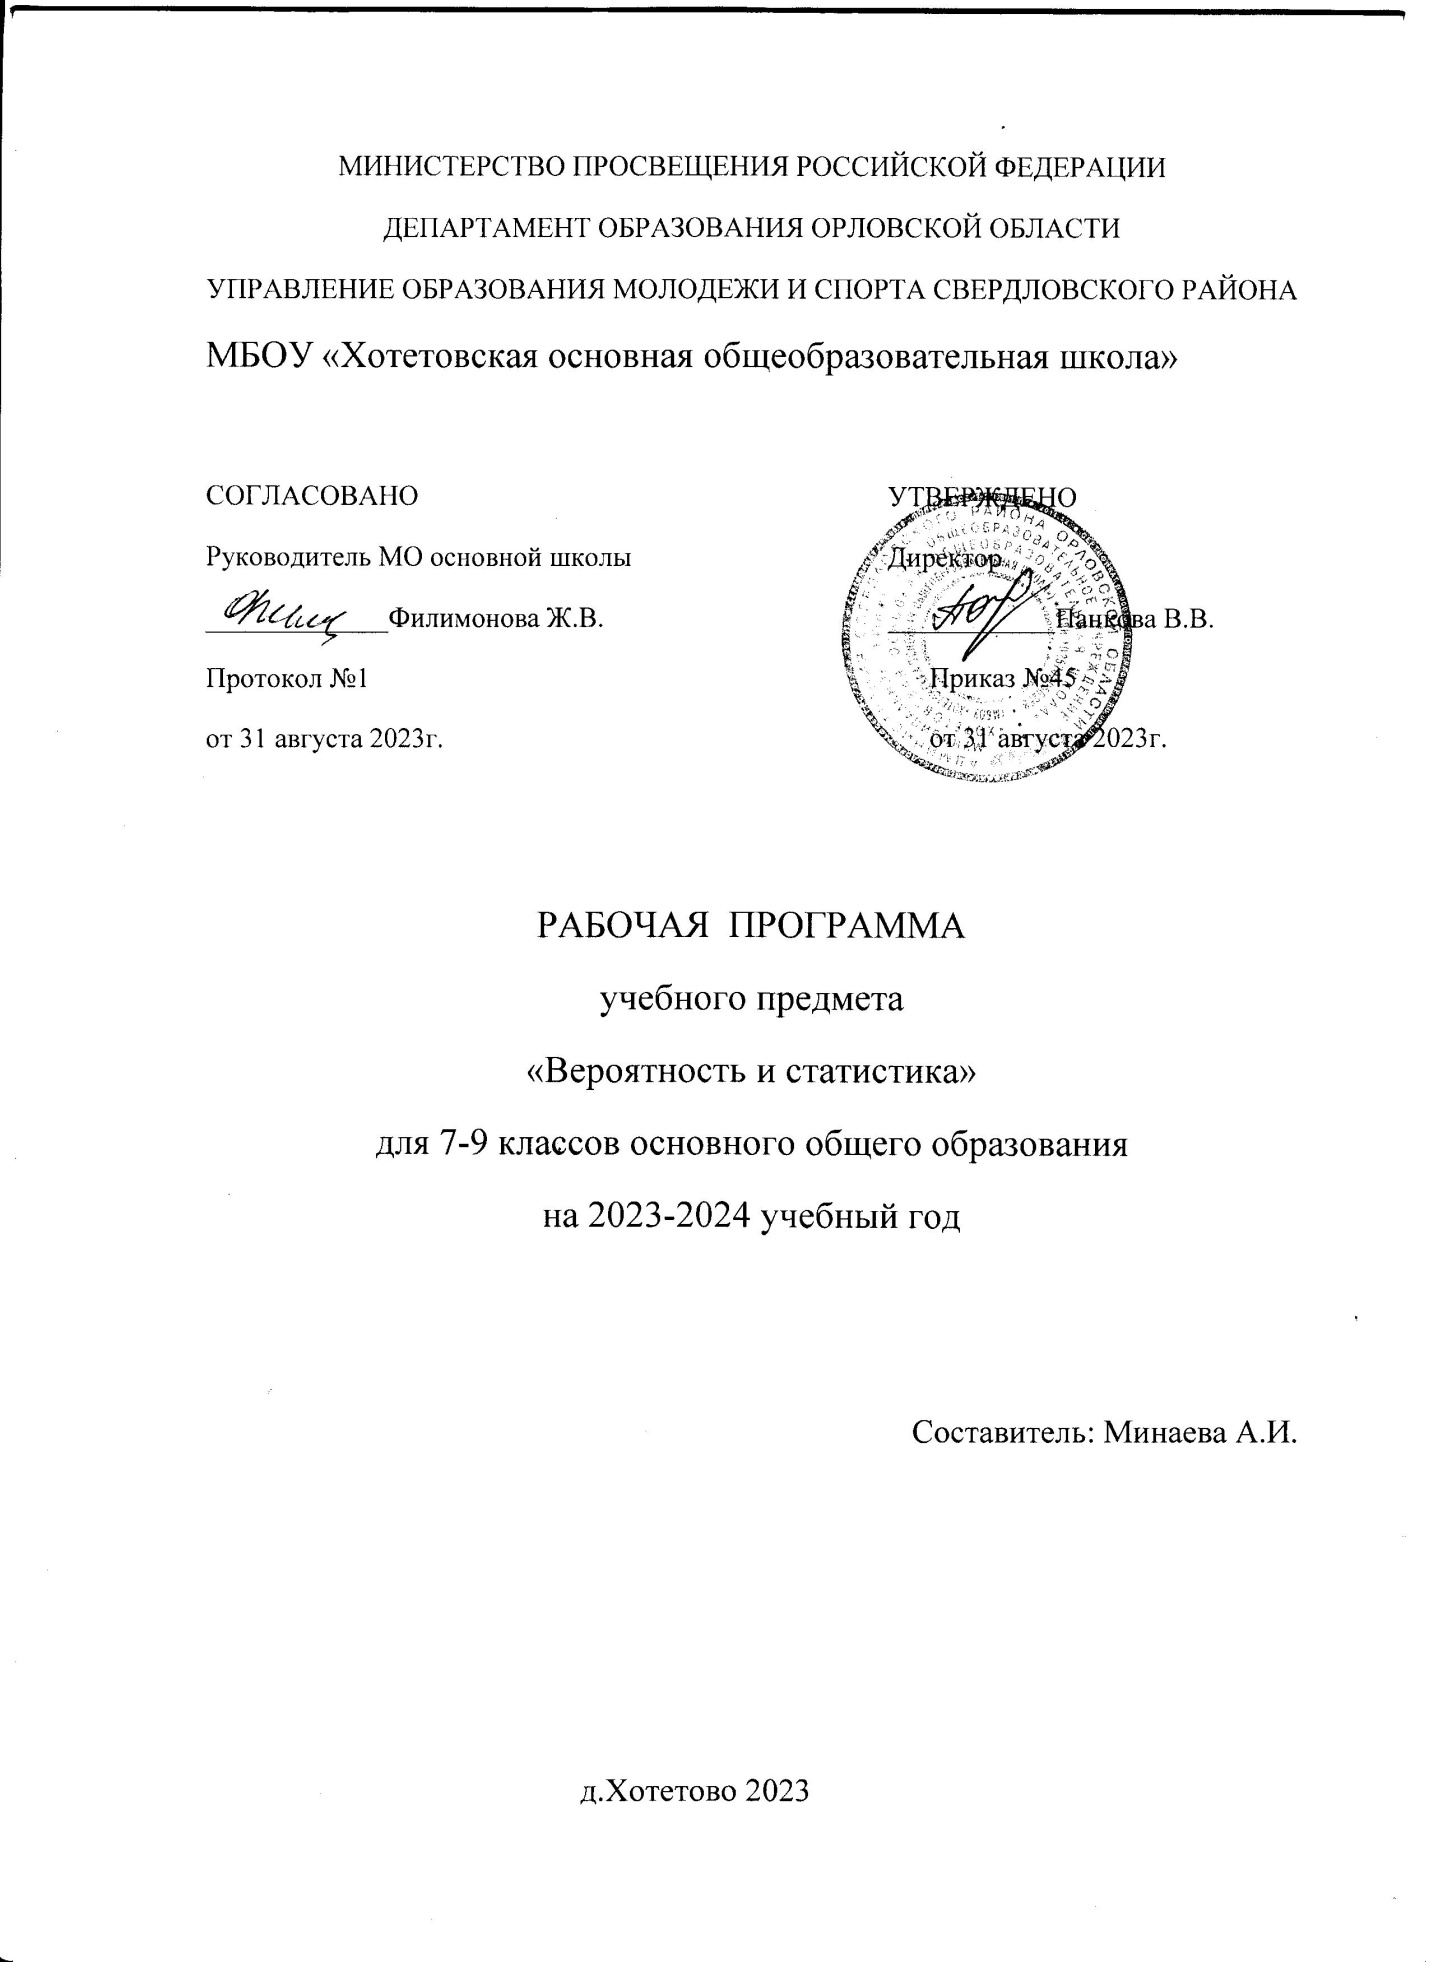 МИНИСТЕРСТВО ПРОСВЕЩЕНИЯ РОССИЙСКОЙ ФЕДЕРАЦИИ
ДЕПАРТАМЕНТ ОБРАЗОВАНИЯ ОРЛОВСКОЙ ОБЛАСТИ
УПРАВЛЕНИЕ ОБРАЗОВАНИЯ МОЛОДЕЖИ И СПОРТА СВЕРДЛОВСКОГО РАЙОНА
МБОУ «Хотетовская основная общеобразовательная школа»
СОГЛАСОВАНО
Руководитель МО основной школы
Филимонова Ж.В.
Протокол №1
от 31 августа 2023г.
УТВЕРЖДЕНО
Директор
Панкова В.В.
Приказ №45
от 31 августа 2023г.
РАЙОНА ОРЛОВСКОЙ ОБЛАСТИ
РАБОЧАЯ ПРОГРАММА
учебного предмета
«Вероятность и статистика»
для 7-9 классов основного общего образования
на 2023-2024 учебный год
Составитель: Минаева А.И.
д.Хотетово 2023